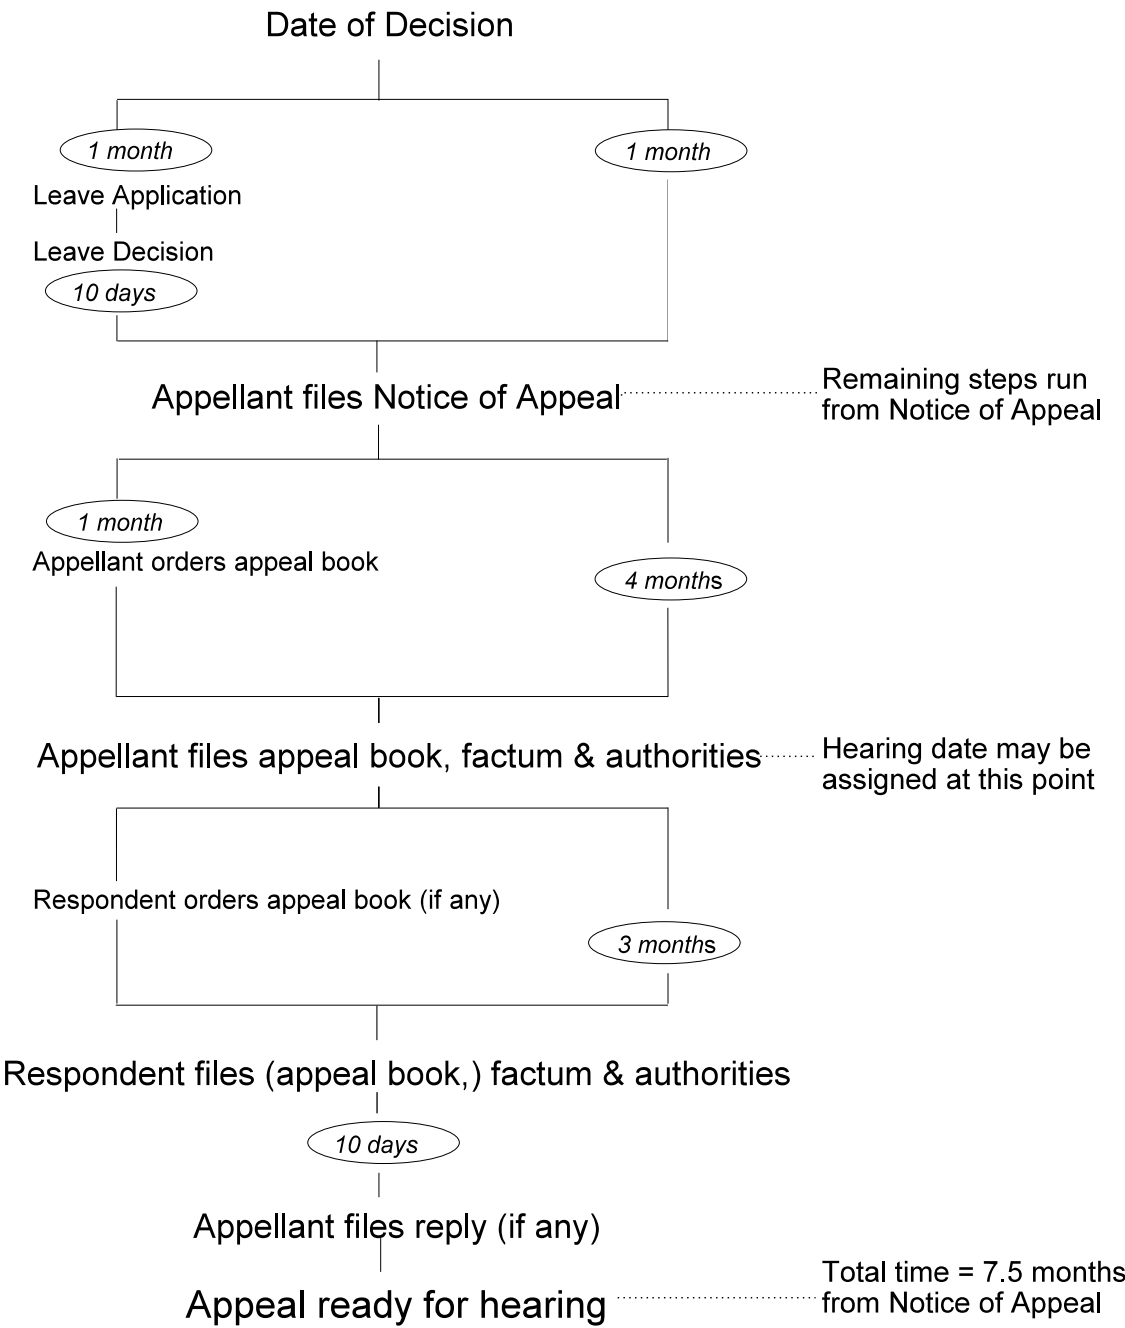 Date of Decision
1 month
1 month
Leave Application
Leave Decision
10 days
Appellant files Notice of Appeal
Remaining steps run
from Notice of Appeal
1 month
Appellant orders appeal book
4 months
Appellant files appeal book, factum & authorities
Hearing date may be
assigned at this point
Respondent orders appeal book (if any)
3 months
Respondent files (appeal book,) factum & authorities
10 days
Appellant files reply (if any)
Appeal ready for hearing
Total time = 7.5 months
from Notice of Appeal